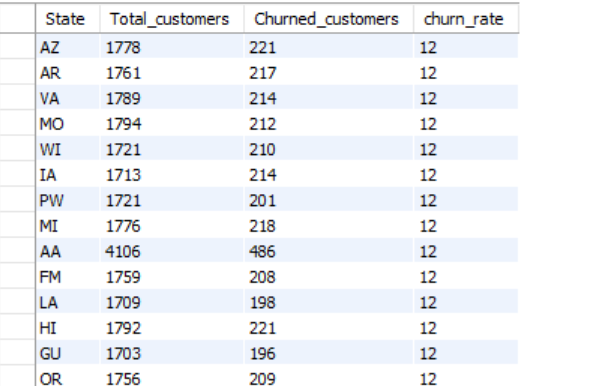 State Total_customers Churned_customers churn_rate
AZ 1778 221 12
AR 1761 217 12
VA 1789 214 12
MO 1794 212 12
WI 1721 210 12
IA 1713 214 12
PW 1721 201 12
MI 1776 218 12
AA 4106 486 12
FM 1759 208 12
LA 1709 198 12
HI 1792 221 12
GU 1703 196 12
OR 1756 209 12